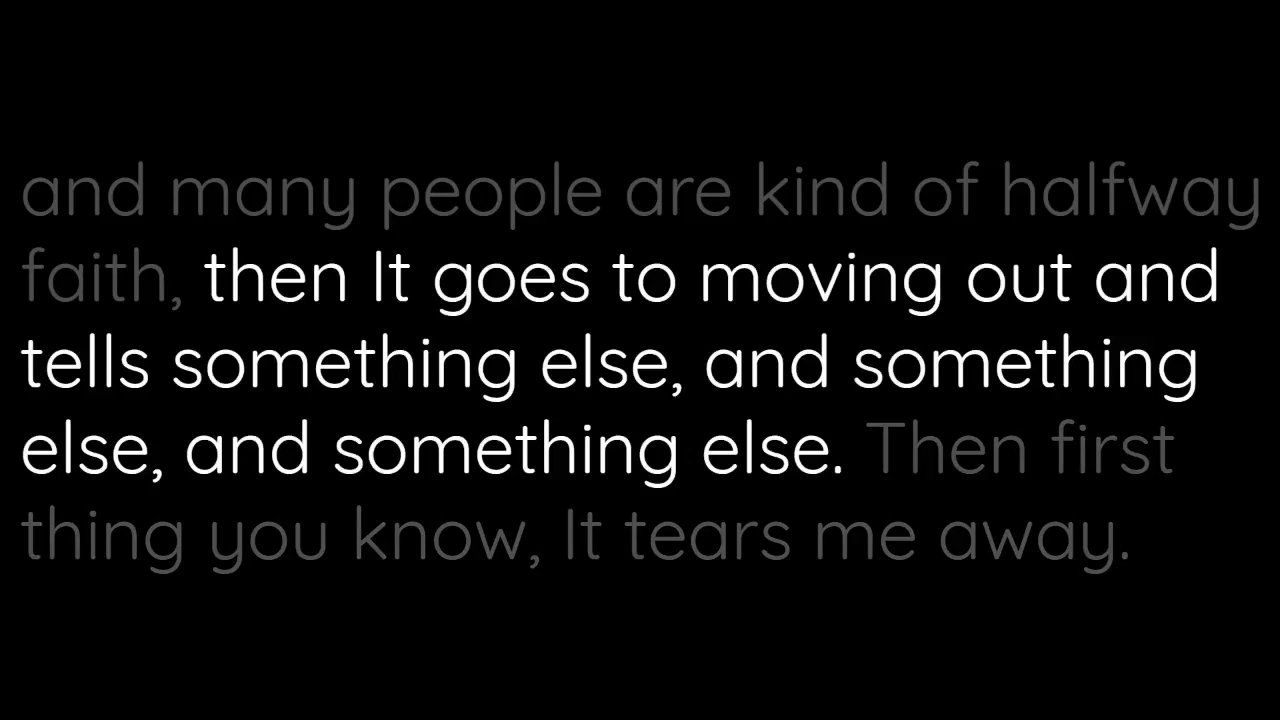 and many people are kind of halfway
faith, then It goes to moving out and
tells something else, and something
else, and something else. Then first
thing you know, It tears me away.